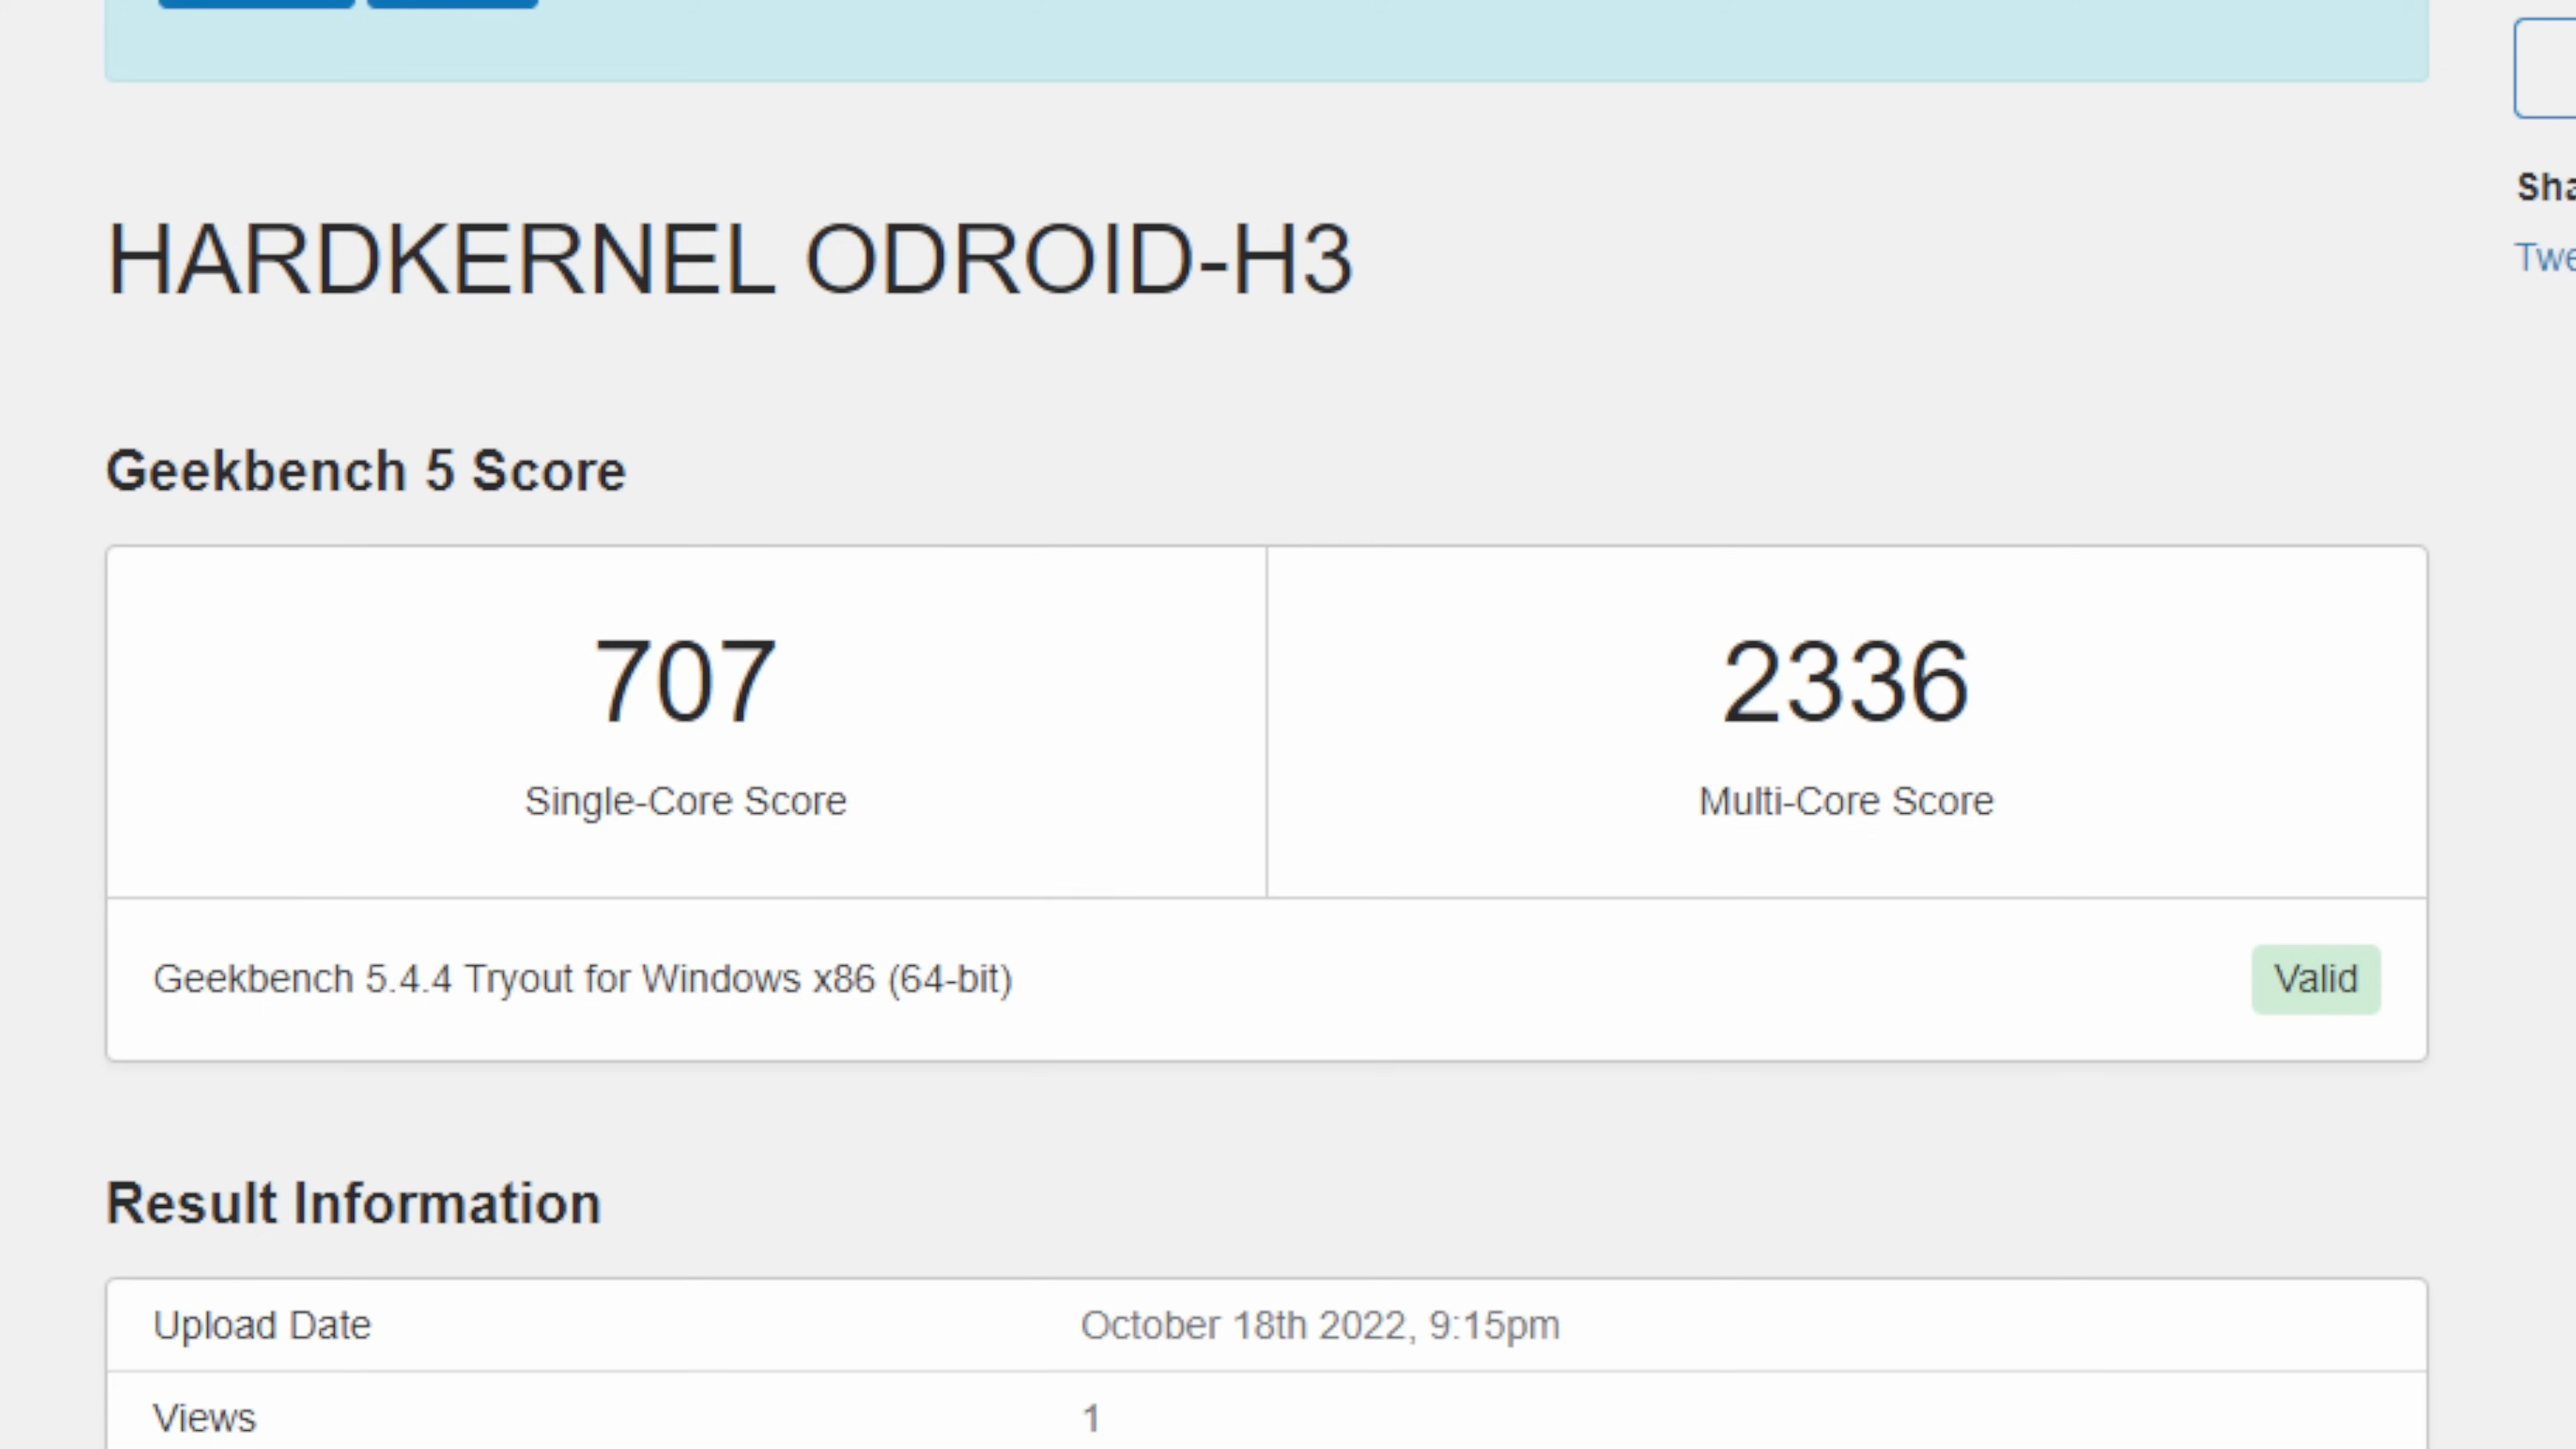 HARDKERNEL ODROID-H3
Geekbench 5 Score
707
Single-Core Score
2336
Multi-Core Score
Geekbench 5.4.4 Tryout for Windows x86 (64-bit)
Valid
Result Information
Upload Date
October 18th 2022, 9:15pm
Views
1